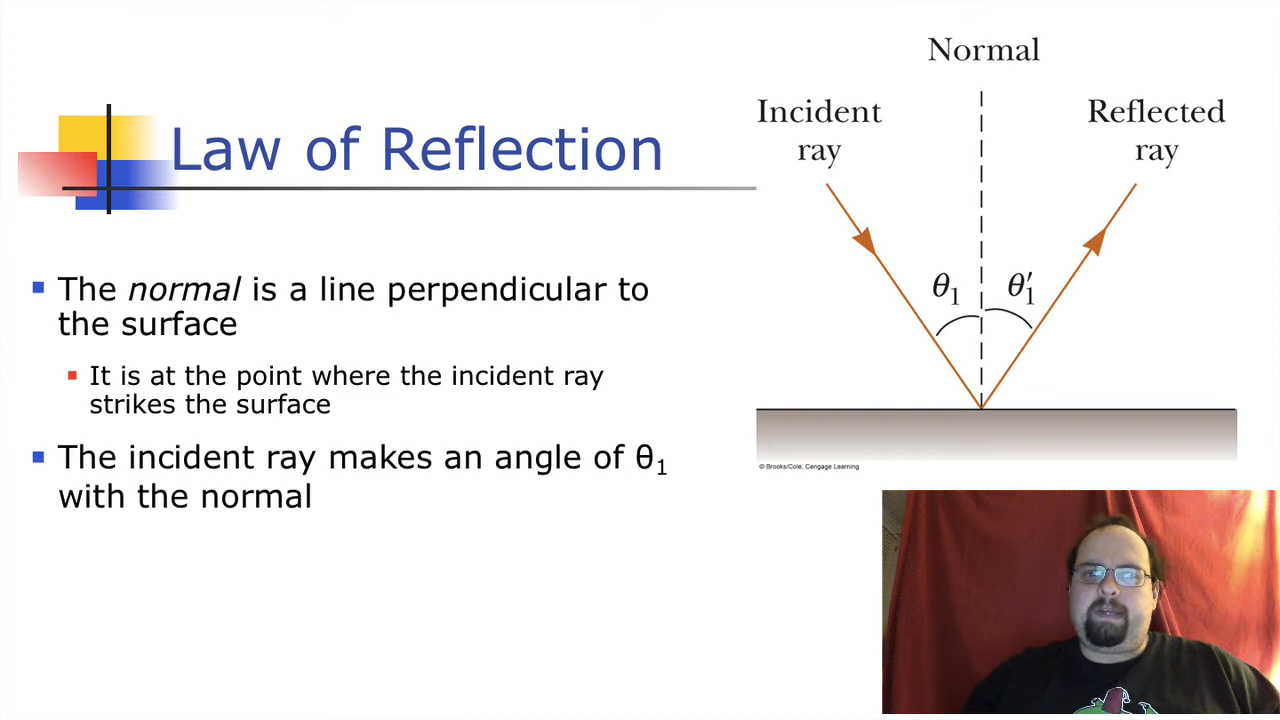 Normal
Incident
ray
Reflected
ray
Law of Reflection
The normal is a line perpendicular to
the surface
It is at the point where the incident ray
strikes the surface
The incident ray makes an angle of θ₁
with the normal
θ₁
θ₁′
© Brooks/Cole, Cengage Learning